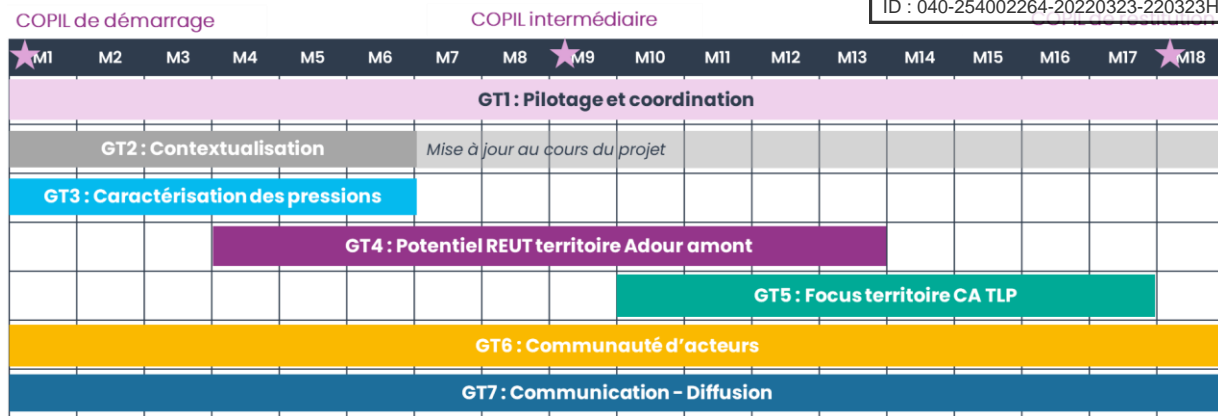 ID : 040-254002264-20220323-220323H
COPIL de démarrage
COPIL intermédiaire
COPIL de restitution
M1 M2 M3 M4 M5 M6 M7 M8 M9 M10 M11 M12 M13 M14 M15 M16 M17 M18
GT1 : Pilotage et coordination
GT2 : Contextualisation
Mise à jour au cours du projet
GT3 : Caractérisation des pressions
GT4 : Potentiel REUT territoire Adour amont
GT5 : Focus territoire CA TLP
GT6 : Communauté d'acteurs
GT7 : Communication – Diffusion